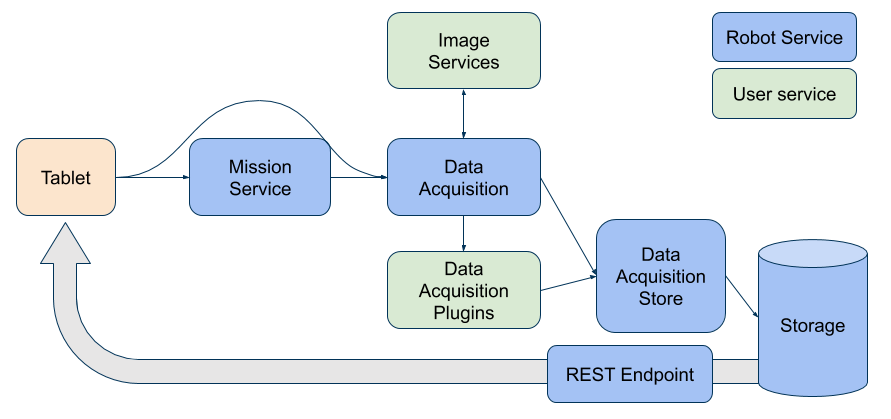 Image
Services
Robot Service
User service
Tablet
Mission
Service
Data
Acquisition
Data
Acquisition
Plugins
Data
Acquisition
Store
Storage
REST Endpoint